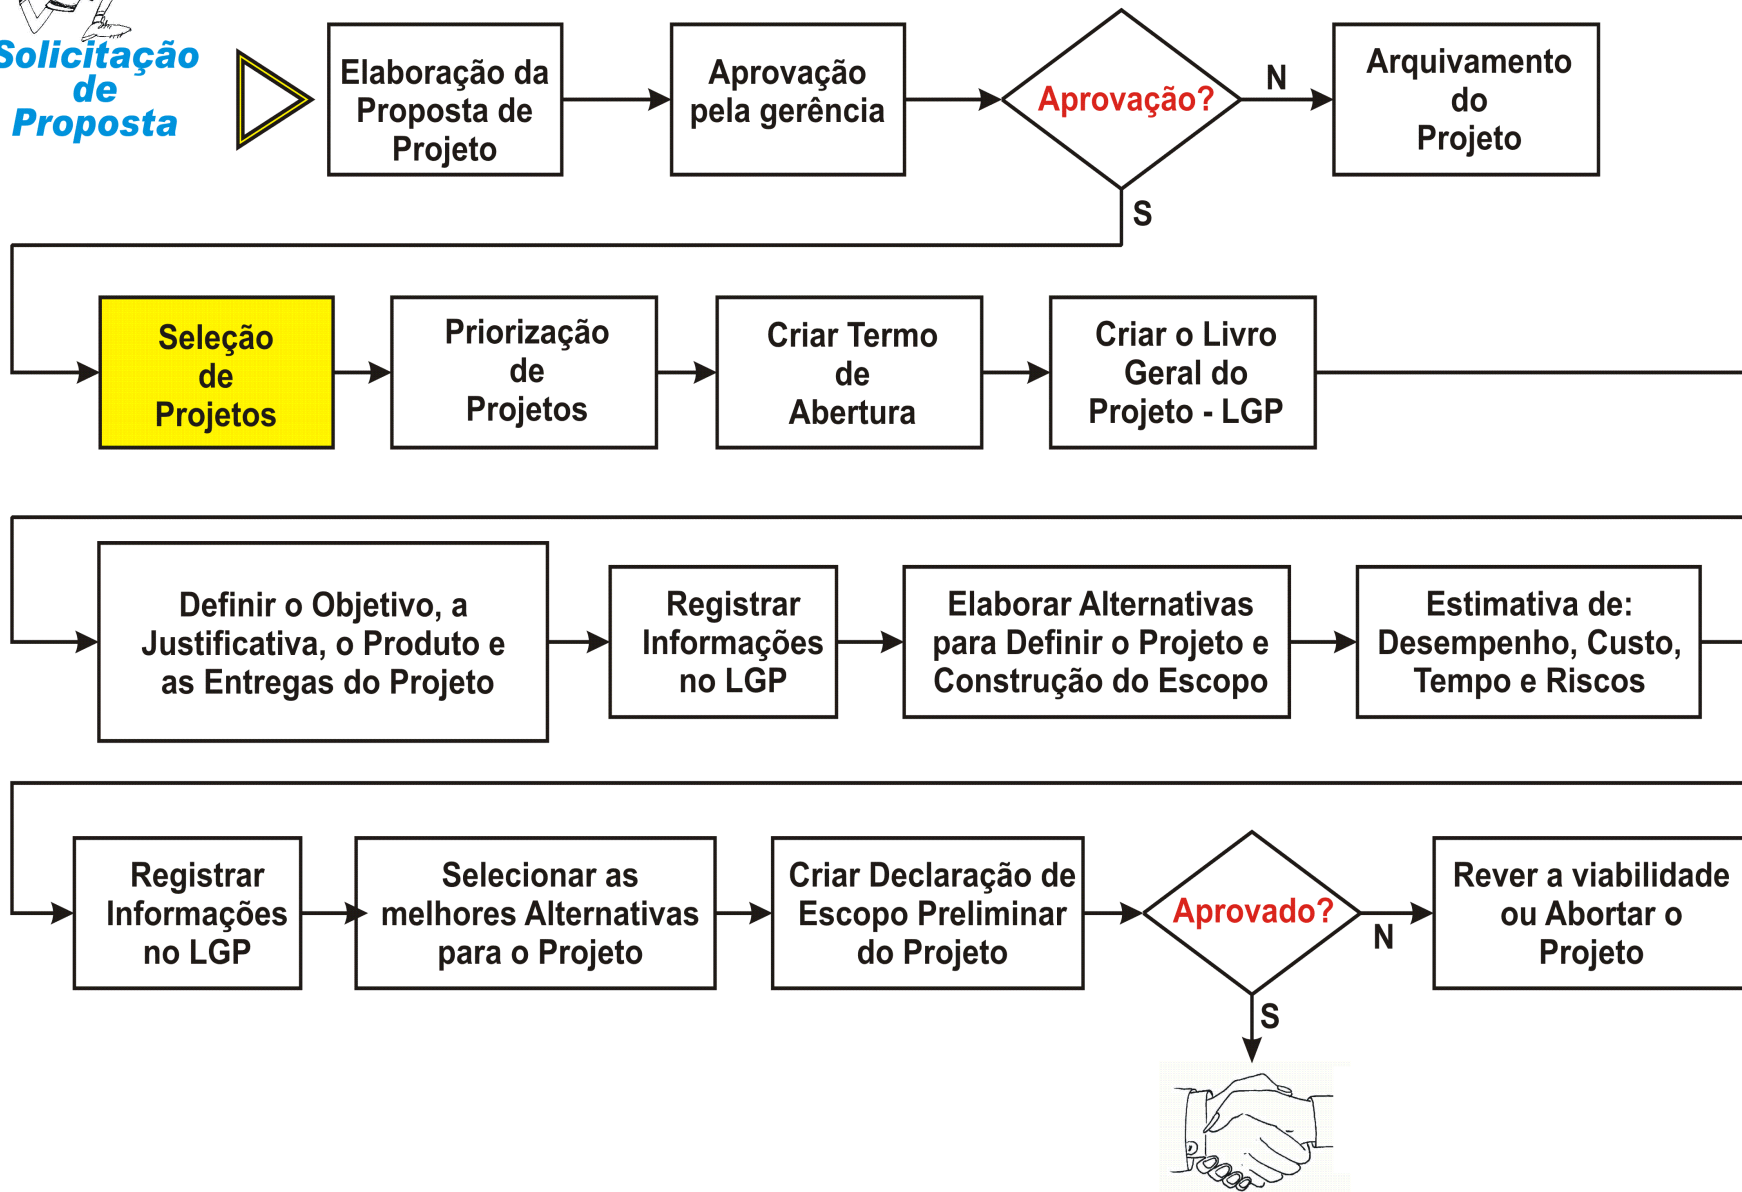 Solicitação
de
Proposta
Elaboração da
Proposta de
Projeto
Aprovação
pela gerência
Aprovação?
N
Arquivamento
do
Projeto
S
Seleção
de
Projetos
Priorização
de
Projetos
Criar Termo
de
Abertura
Criar o Livro
Geral do
Projeto - LGP
Definir o Objetivo, a
Justificativa, o Produto e
as Entregas do Projeto
Registrar
Informações
no LGP
Elaborar Alternativas
para Definir o Projeto e
Construção do Escopo
Estimativa de:
Desempenho, Custo,
Tempo e Riscos
Registrar
Informações
no LGP
Selecionar as
melhores Alternativas
para o Projeto
Criar Declaração de
Escopo Preliminar
do Projeto
Aprovado?
N
Rever a viabilidade
ou Abortar o
Projeto
S